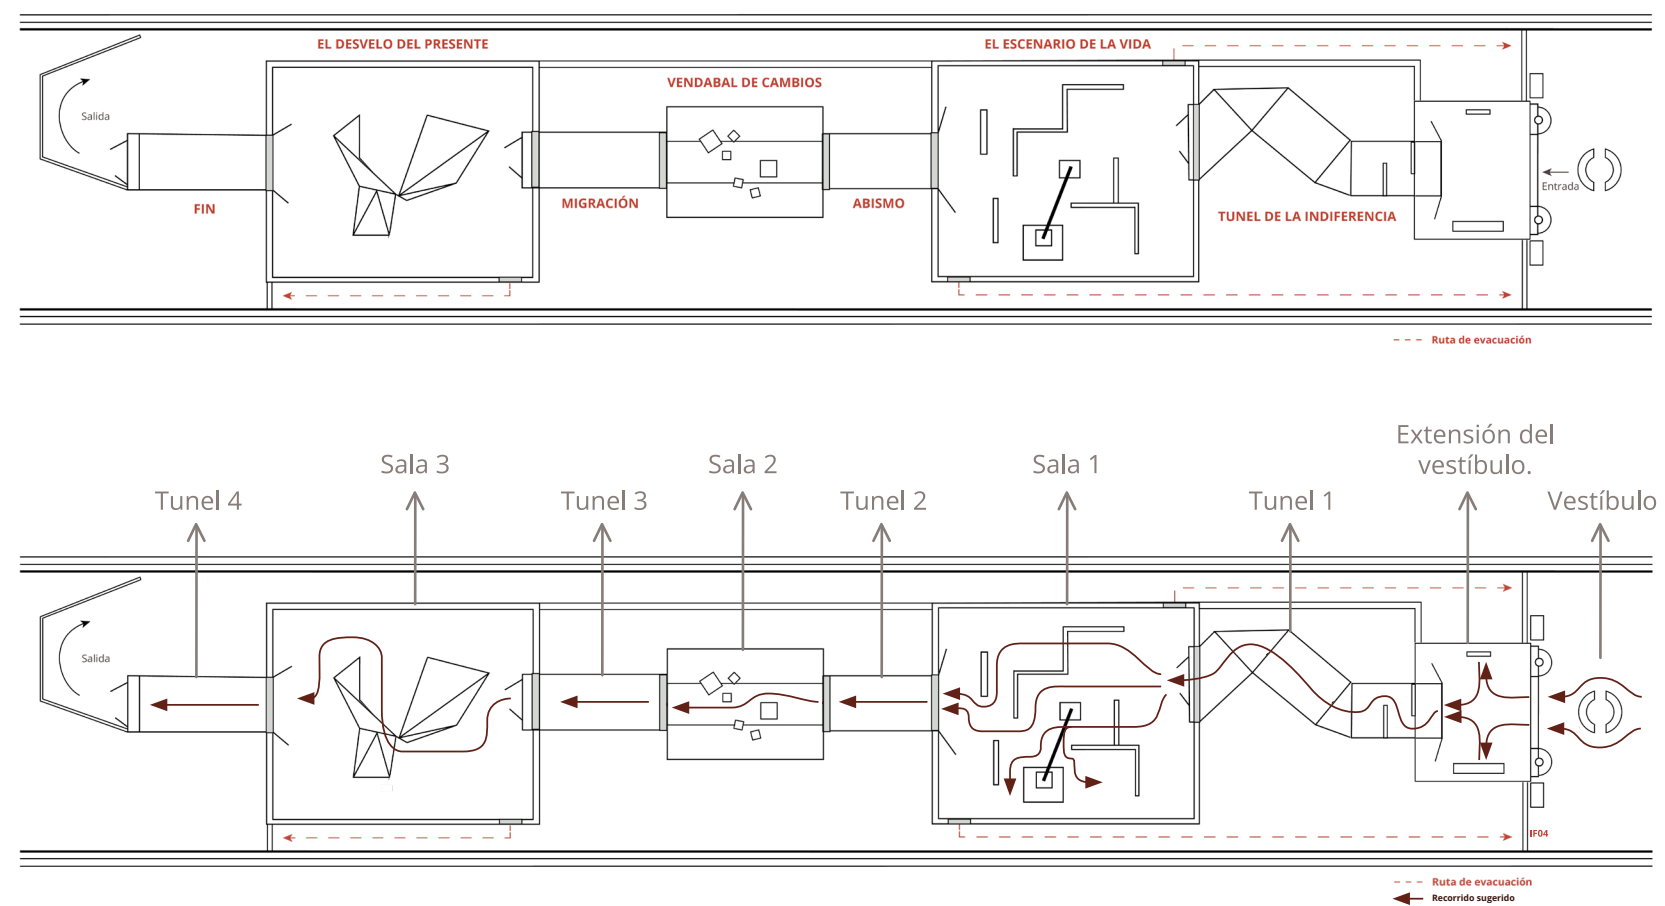 EL DESVELO DEL PRESENTE
EL ESCENARIO DE LA VIDA
VENDABAL DE CAMBIOS
Salida
Entrada
FIN
MIGRACIÓN
ABISMO
TUNEL DE LA INDIFERENCIA
Ruta de evacuación
Extensión del
vestíbulo.
Sala 3
Sala 2
Sala 1
Tunel 4
Tunel 3
Tunel 2
Tunel 1
Vestíbulo
Salida
IF04
Ruta de evacuación
Recorrido sugerido